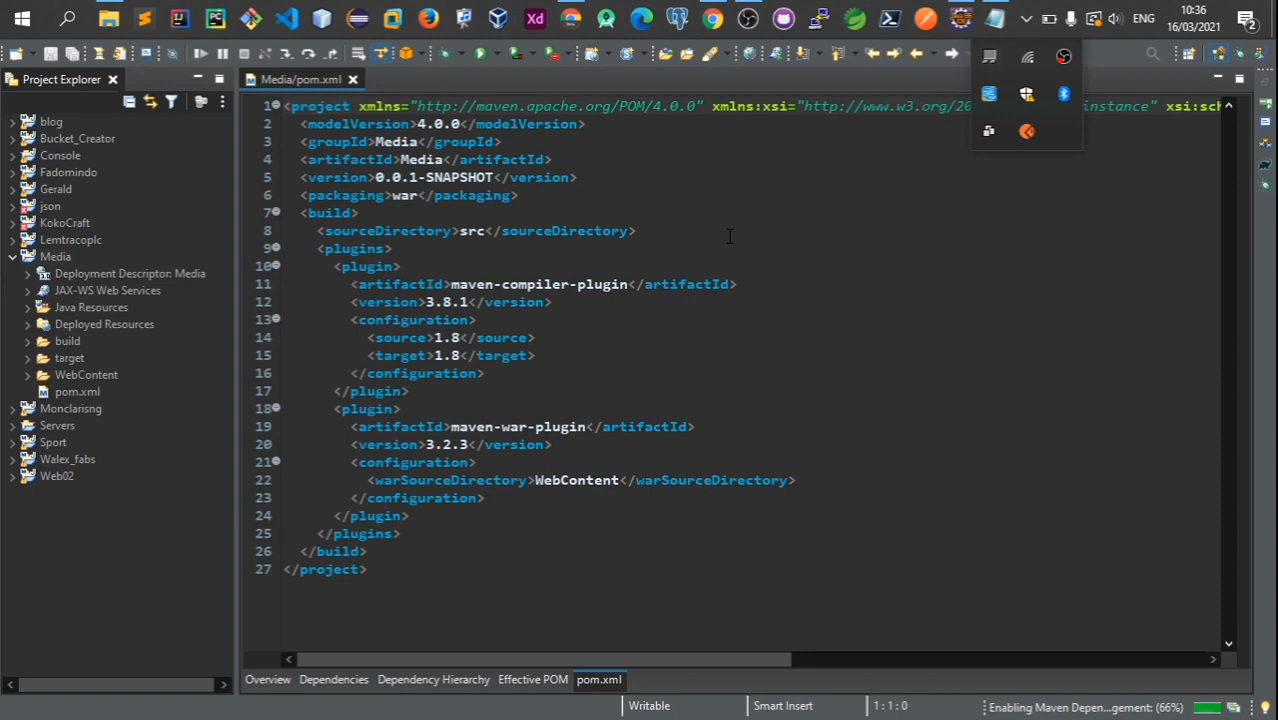 Xd
ENG
10:36
16/03/2021
2
Project Explorer
Media/pom.xml
blog
Bucket_Creator
Console
Fadomindo
Gerald
json
KokoCraft
Lemtracoplc
Media
Deployment Descriptor: Media
JAX-WS Web Services
Java Resources
Deployed Resources
build
target
WebContent
pom.xml
Monclarisng
Servers
Sport
Walex_fabs
Web02
1 <project xmlns="http://maven.apache.org/POM/4.0.0" xmlns:xsi="http://www.w3.org/20 instance" xsi:sch
2 <modelVersion>4.0.0</modelVersion>
3 <groupId>Media</groupId>
4 <artifactId>Media</artifactId>
5 <version>0.0.1-SNAPSHOT</version>
6 <packaging>war</packaging>
7 <build>
8 <sourceDirectory>src</sourceDirectory>
9 <plugins>
10 <plugin>
11 <artifactId>maven-compiler-plugin</artifactId>
12 <version>3.8.1</version>
13 <configuration>
14 <source>1.8</source>
15 <target>1.8</target>
16 </configuration>
17 </plugin>
18 <plugin>
19 <artifactId>maven-war-plugin</artifactId>
20 <version>3.2.3</version>
21 <configuration>
22 <warSourceDirectory>WebContent</warSourceDirectory>
23 </configuration>
24 </plugin>
25 </plugins>
26 </build>
27 </project>
Overview Dependencies Dependency Hierarchy Effective POM pom.xml
Writable Smart Insert 1 : 1 : 0 Enabling Maven Depen...gement: (66%)